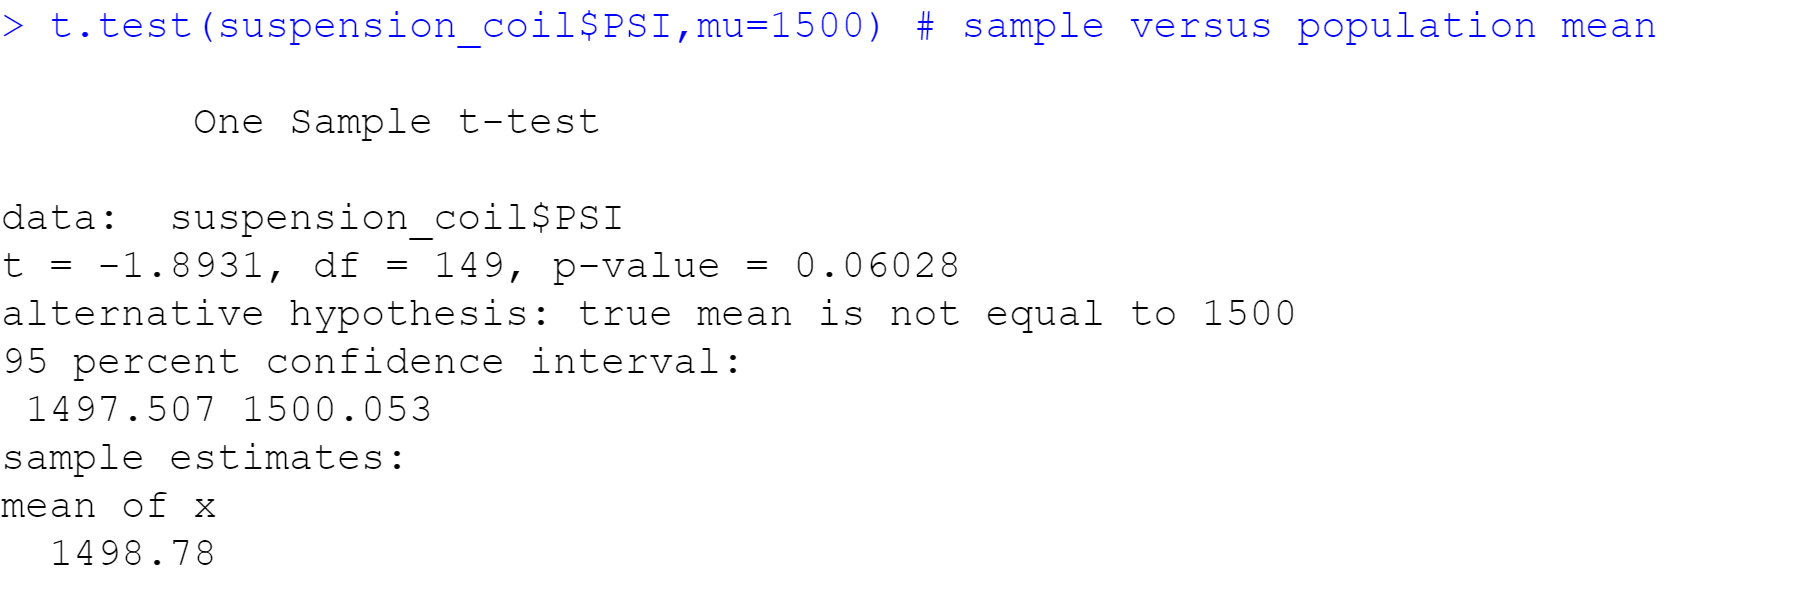 > t.test(suspension_coil$PSI,mu=1500) # sample versus population mean
One Sample t-test
data:  suspension_coil$PSI
t = -1.8931, df = 149, p-value = 0.06028
alternative hypothesis: true mean is not equal to 1500
95 percent confidence interval:
1497.507 1500.053
sample estimates:
mean of x
1498.78